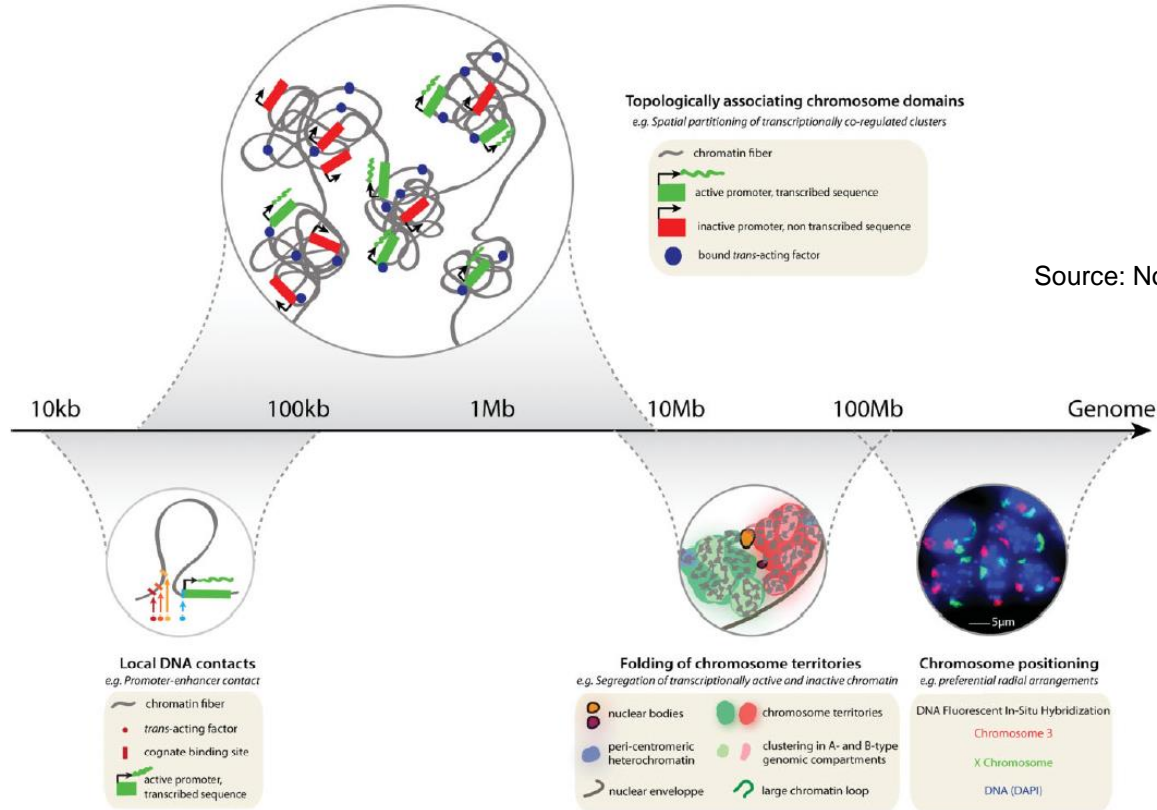 Topologically associating chromosome domains
e.g. Spatial partitioning of transcriptionally co-regulated clusters
chromatin fiber
active promoter, transcribed sequence
inactive promoter, non transcribed sequence
bound trans-acting factor
Source:
10kb 100kb 1Mb 10Mb 100Mb Genome
5µm
Local DNA contacts
e.g. Promoter-enhancer contact
chromatin fiber
trans-acting factor
cognate binding site
active promoter,
transcribed sequence
Folding of chromosome territories
e.g. Segregation of transcriptionally active and inactive chromatin
nuclear bodies
chromosome territories
peri-centromeric
heterochromatin
clustering in A- and B-type
genomic compartments
nuclear enveloppe
large chromatin loop
Chromosome positioning
e.g. preferential radial arrangements
DNA Fluorescent In-Situ Hybridization
Chromosome 3
X Chromosome
DNA (DAPI)